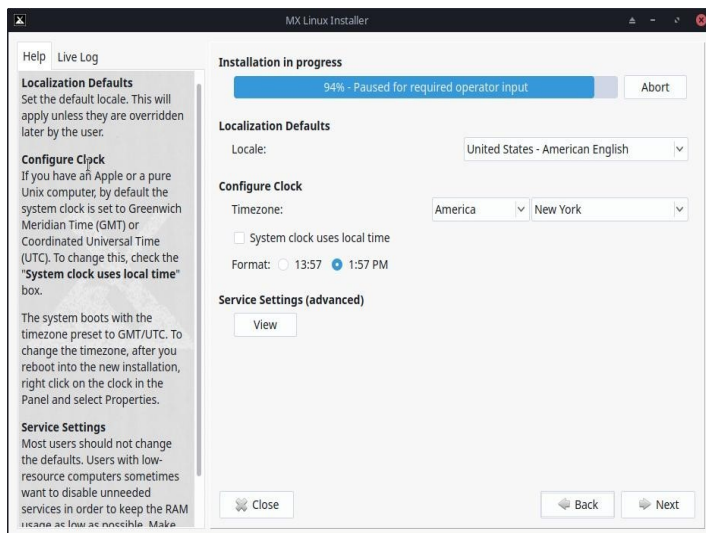 MX Linux Installer
Help
Live Log
Localization Defaults
Set the default locale. This will
apply unless they are overridden
later by the user.
Configure Clock
If you have an Apple or a pure
Unix computer, by default the
system clock is set to Greenwich
Meridian Time (GMT) or
Coordinated Universal Time
(UTC). To change this, check the
"System clock uses local time"
box.
The system boots with the
timezone preset to GMT/UTC. To
change the timezone, after you
reboot into the new installation,
right click on the clock in the
Panel and select Properties.
Service Settings
Most users should not change
the defaults. Users with low-
resource computers sometimes
want to disable unneeded
services in order to keep the RAM
usage as low as possible. Make
Installation in progress
94% - Paused for required operator input
Abort
Localization Defaults
Locale: United States - American English
Configure Clock
Timezone: America New York
System clock uses local time
Format: 13:57 1:57 PM
Service Settings (advanced)
View
Close
Back
Next